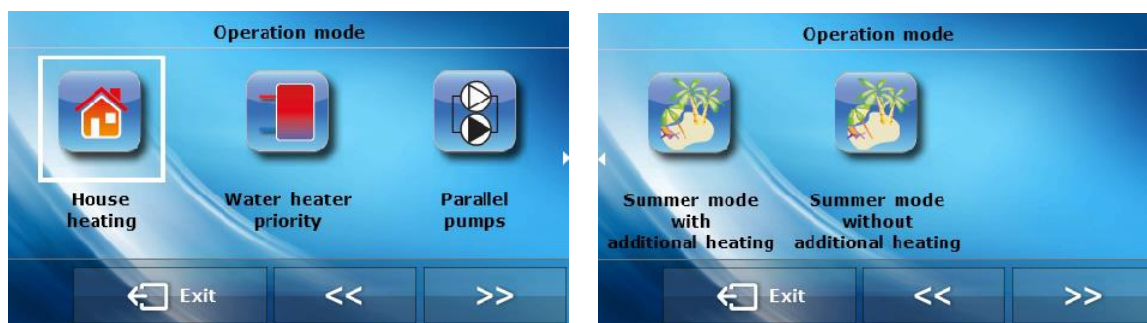 Operation mode
House
heating
Water heater
priority
Parallel
pumps
Exit
<<
>>
Operation mode
Summer mode
with
additional heating
Summer mode
without
additional heating
Exit
<<
>>